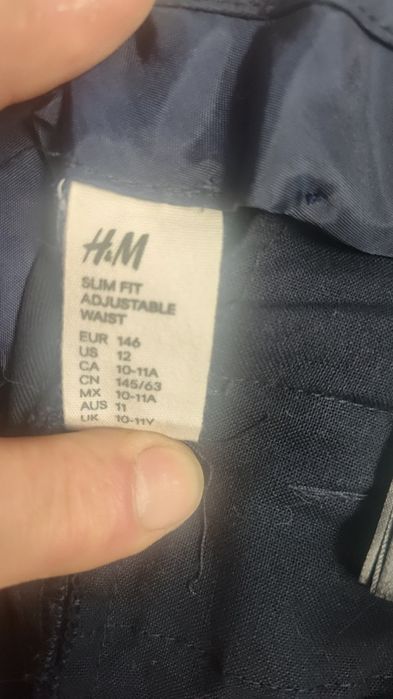 H&M
SLIM FIT
ADJUSTABLE
WAIST
EUR 146
US 12
CA 10-11A
CN 145/63
MX 10-11A
AUS 11
UK 10-11Y